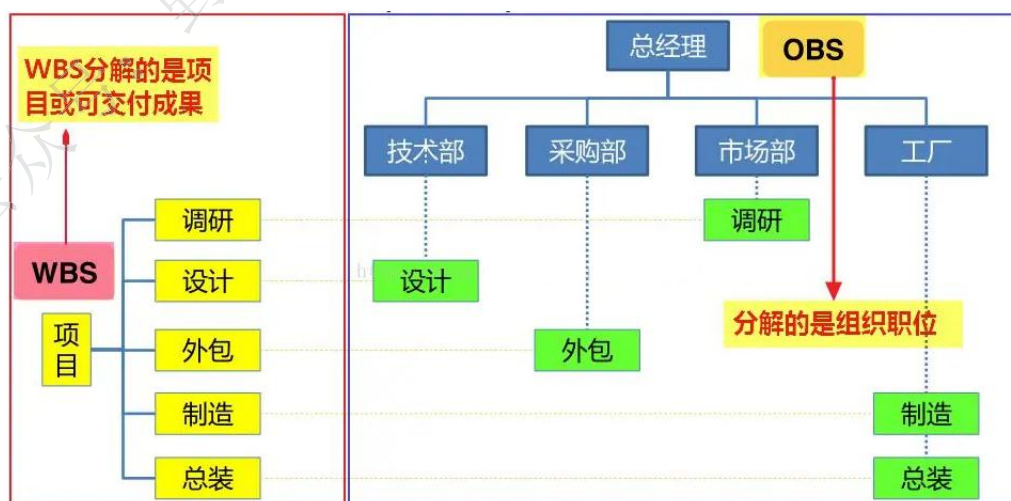 总经理
OBS
WBS分解的是项
目或可交付成果
技术部
采购部
市场部
工厂
调研
调研
WBS
设计
设计
分解的是组织职位
项
目
外包
外包
制造
制造
总装
总装